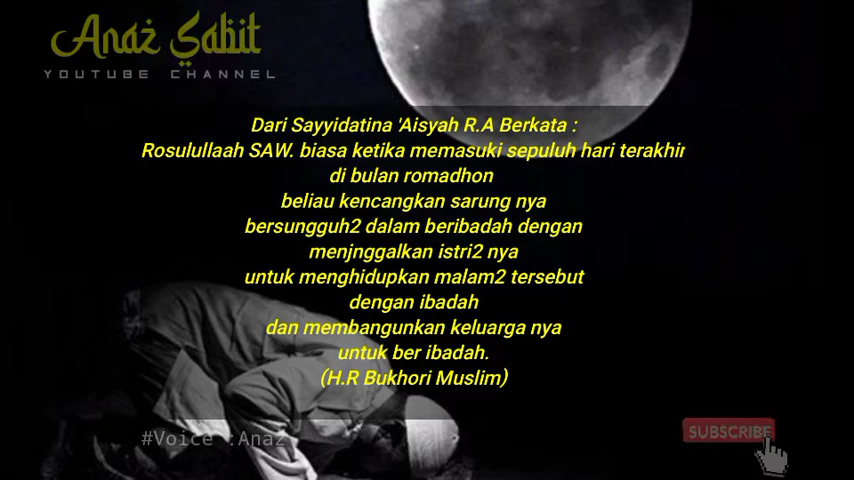 Anaz Sabit
YOUTUBE CHANNEL
Dari Sayyidatina 'Aisyah R.A Berkata :
Rosulullaah SAW. biasa ketika memasuki sepuluh hari terakhir
di bulan romadhon
beliau kencangkan sarung nya
bersungguh2 dalam beribadah dengan
menjnggalkan istri2 nya
untuk menghidupkan malam2 tersebut
dengan ibadah
dan membangunkan keluarga nya
untuk ber ibadah.
(H.R Bukhori Muslim)
#Voice :Anaz
SUBSCRIBE